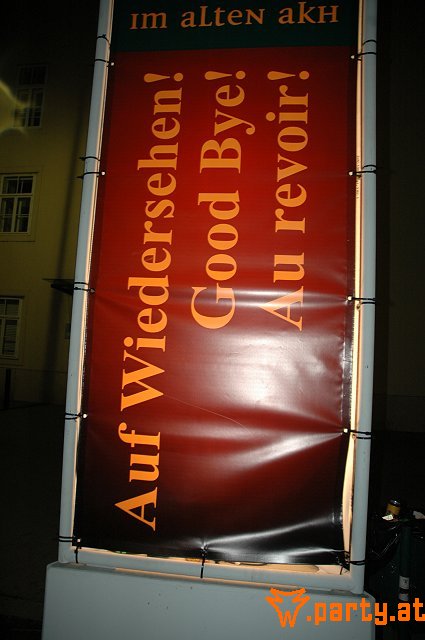 im alten akh
Auf Wiedersehen!
Good Bye!
Au revoir!
w.party.at